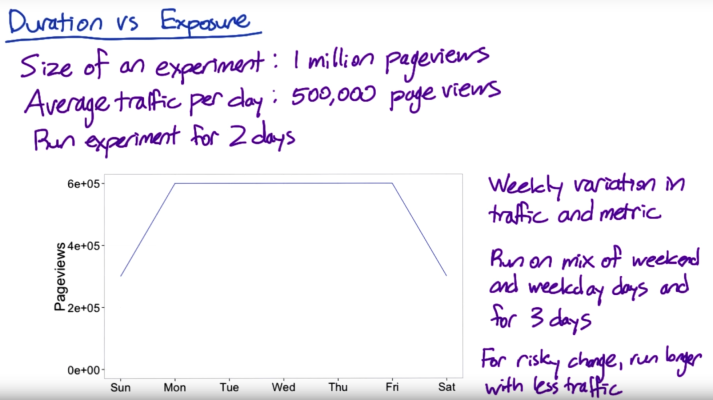 Duration vs Exposure
Size of an experiment: 1 million pageviews
Average traffic per day: 500,000 page views
Run experiment for 2 days
Pageviews
6e+05
4e+05
2e+05
0e+00
Sun Mon Tue Wed Thu Fri Sat
Weekly variation in
traffic and metric
Run on mix of weekend
and weekday days and
for 3 days
For risky change, run longer
with less traffic